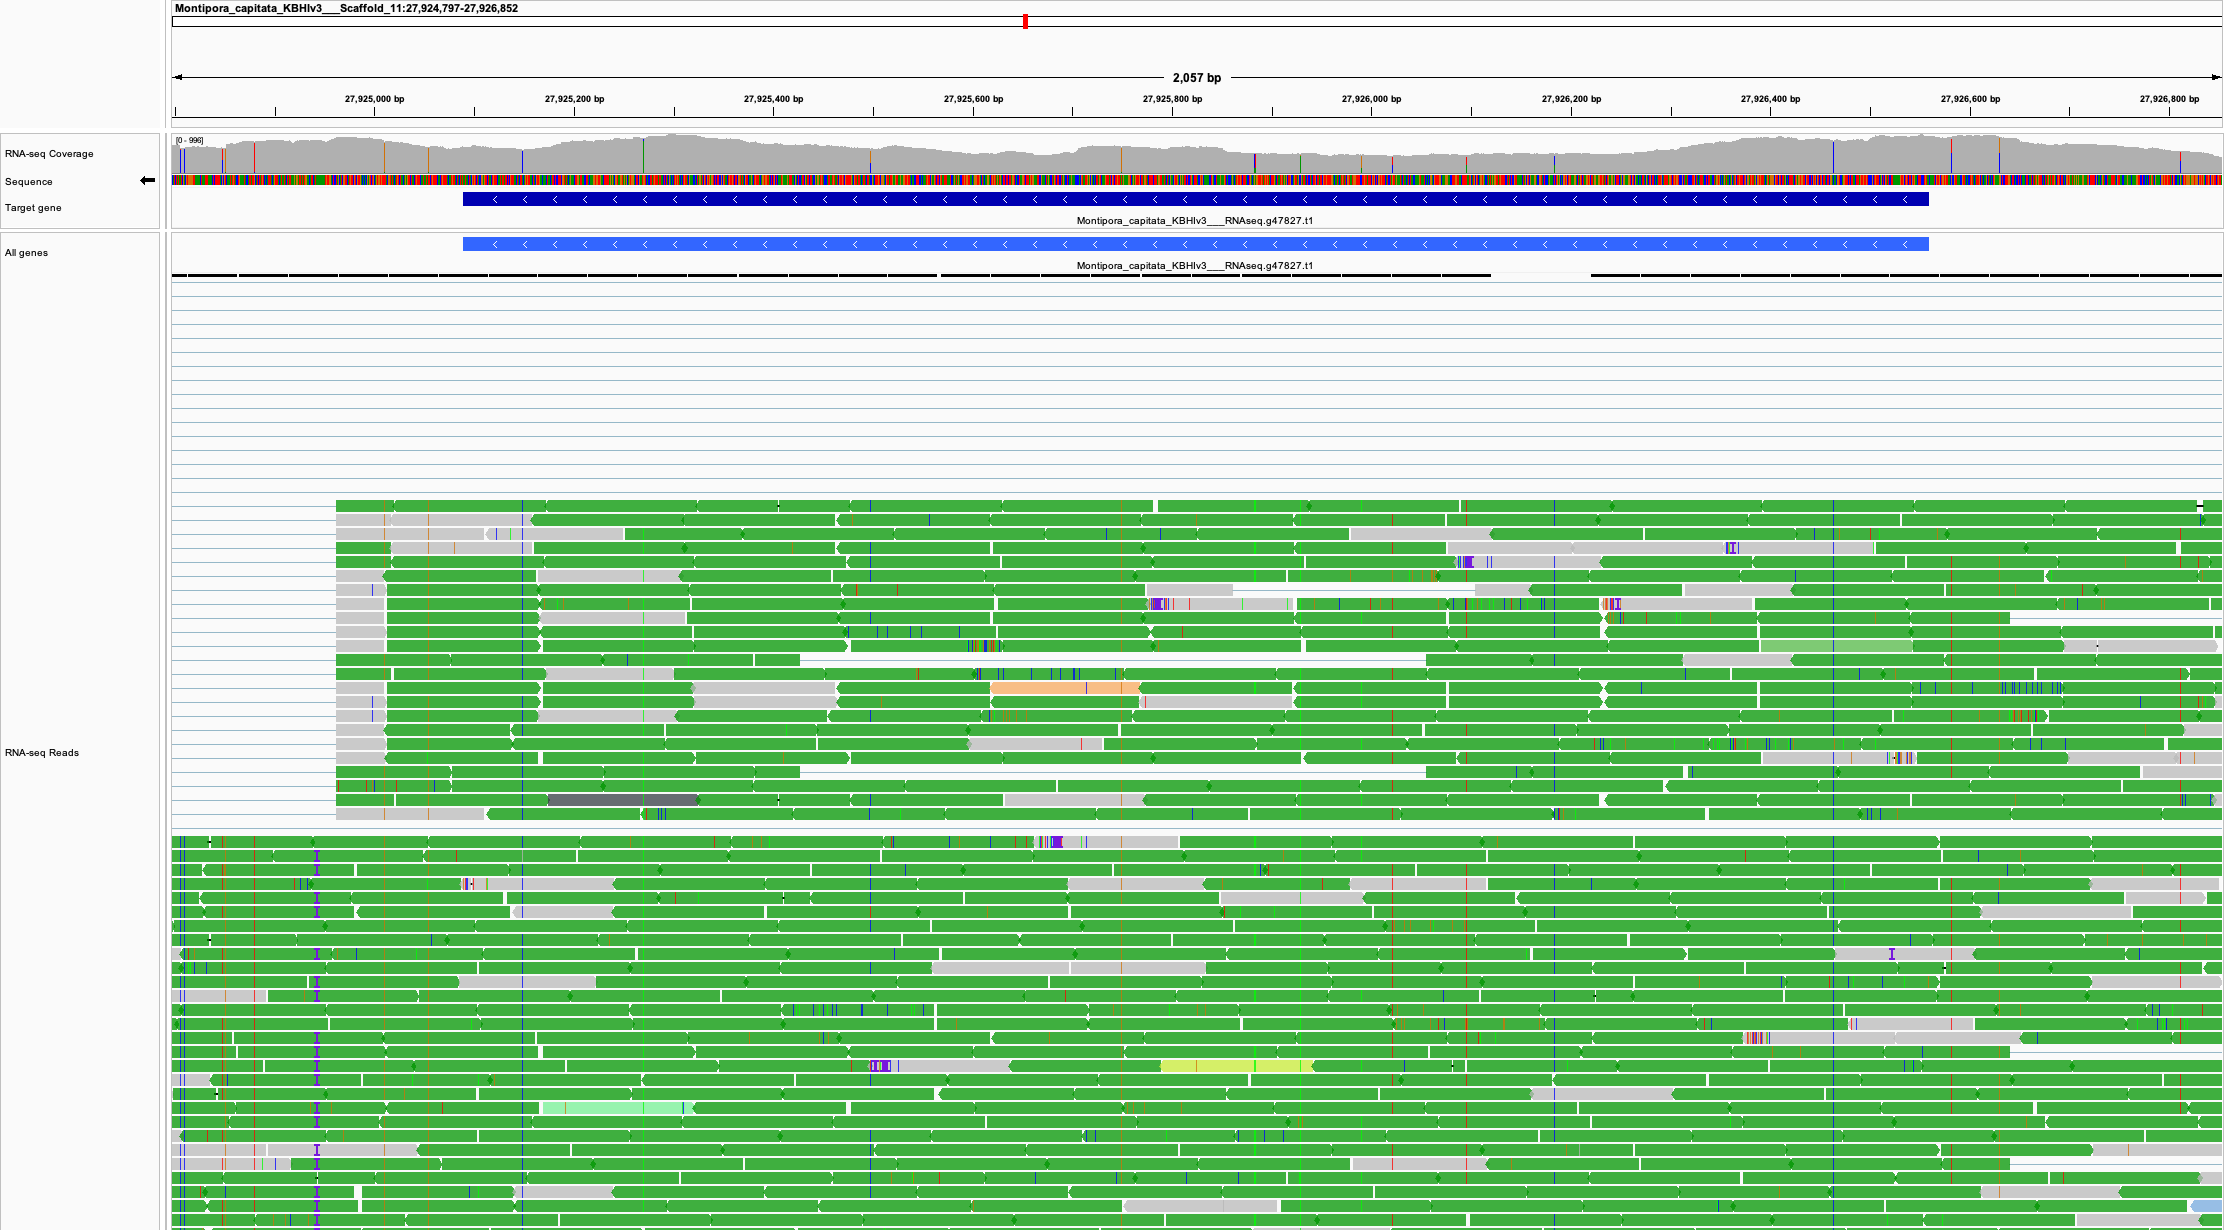 Montipora_capitata_KBHIv3___Scaffold_11:27,924,797-27,926,852
2,057 bp
27,925,000 bp 27,925,200 bp 27,925,400 bp 27,925,600 bp 27,925,800 bp 27,926,000 bp 27,926,200 bp 27,926,400 bp 27,926,600 bp 27,926,800 bp
[0 - 996]
RNA-seq Coverage
Sequence
Target gene
Montipora_capitata_KBHIv3___RNAseq.g47827.t1
All genes
Montipora_capitata_KBHIv3___RNAseq.g47827.t1
RNA-seq Reads